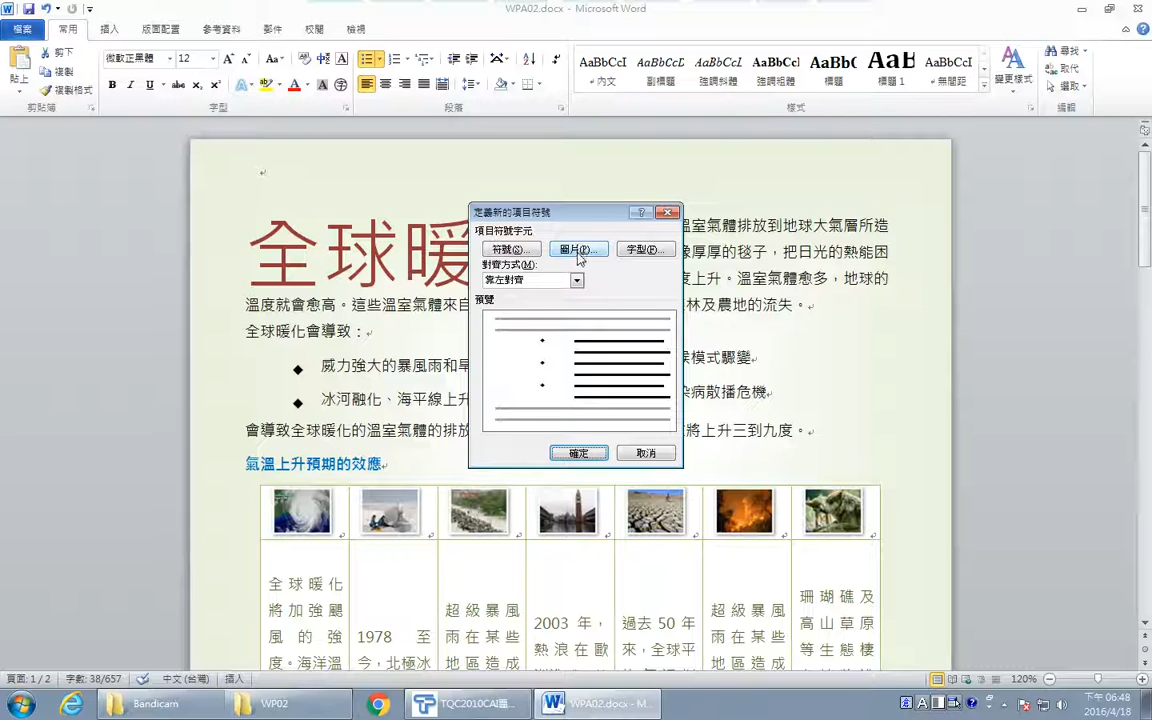 WPA02.docx - Microsoft Word
檔案 常用 插入 版面配置 參考資料 郵件 校閱 檢視
貼上
剪下
複製
複製格式
剪貼簿
微軟正黑體 12
字型
段落
AaBbCcI AaBbCcD AaBbCcL AaBbCcI AaBbC AaB AaBbCcI
內文 副標題 強調斜體 強調粗體 標題 標題 1 無間距
樣式
變更樣式
尋找
取代
選取
編輯
全球暖
溫室氣體排放到地球大氣層所造
像厚厚的毯子，把日光的熱能困
度上升。溫室氣體愈多，地球的
溫度就會愈高。這些溫室氣體來自
林及農地的流失。
全球暖化會導致：
威力強大的暴風雨和旱
候模式驟變
冰河融化、海平線上升
染病散播危機
會導致全球暖化的溫室氣體的排放
將上升三到九度。
氣溫上升預期的效應
定義新的項目符號
項目符號字元
符號(S)... 圖片(P)... 字型(F)...
對齊方式(M):
靠左對齊
預覽
確定 取消
全球暖化
將加強颶
風的強
度。海洋溫
1978 至
今，北極冰
超級暴風
雨在某些
地區造成
2003 年，
熱浪在歐
過去 50 年
來，全球平
超級暴風
雨在某些
地區造成
珊瑚礁及
高山草原
等生態棲
頁面: 1 / 2 字數: 38/657 中文 (台灣) 插入 120%
Bandicam WP02 TQC2010CAI題... WPA02.docx - M...
下午 06:48
2016/4/18